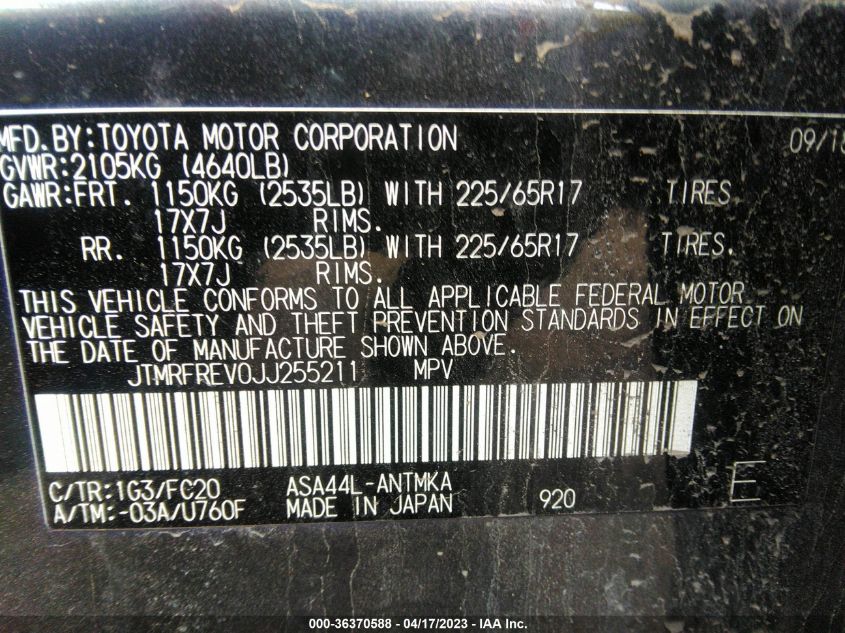 MFD.BY:TOYOTA MOTOR CORPORATION 09/18
GVWR:2105KG (4640LB)
GAWR:FRT. 1150KG (2535LB) WITH 225/65R17 TIRES
17X7J RIMS.
RR. 1150KG (2535LB) WITH 225/65R17 TIRES.
17X7J RIMS.
THIS VEHICLE CONFORMS TO ALL APPLICABLE FEDERAL MOTOR
VEHICLE SAFETY AND THEFT PREVENTION STANDARDS IN EFFECT ON
THE DATE OF MANUFACTURE SHOWN ABOVE.
JTMRFREV0JJ255211 MPV
C/TR:1G3/FC20 ASA44L-ANTMKA
A/TM:-03A/U760F MADE IN JAPAN 920 E
000-36370588 - 04/17/2023 - IAA Inc.